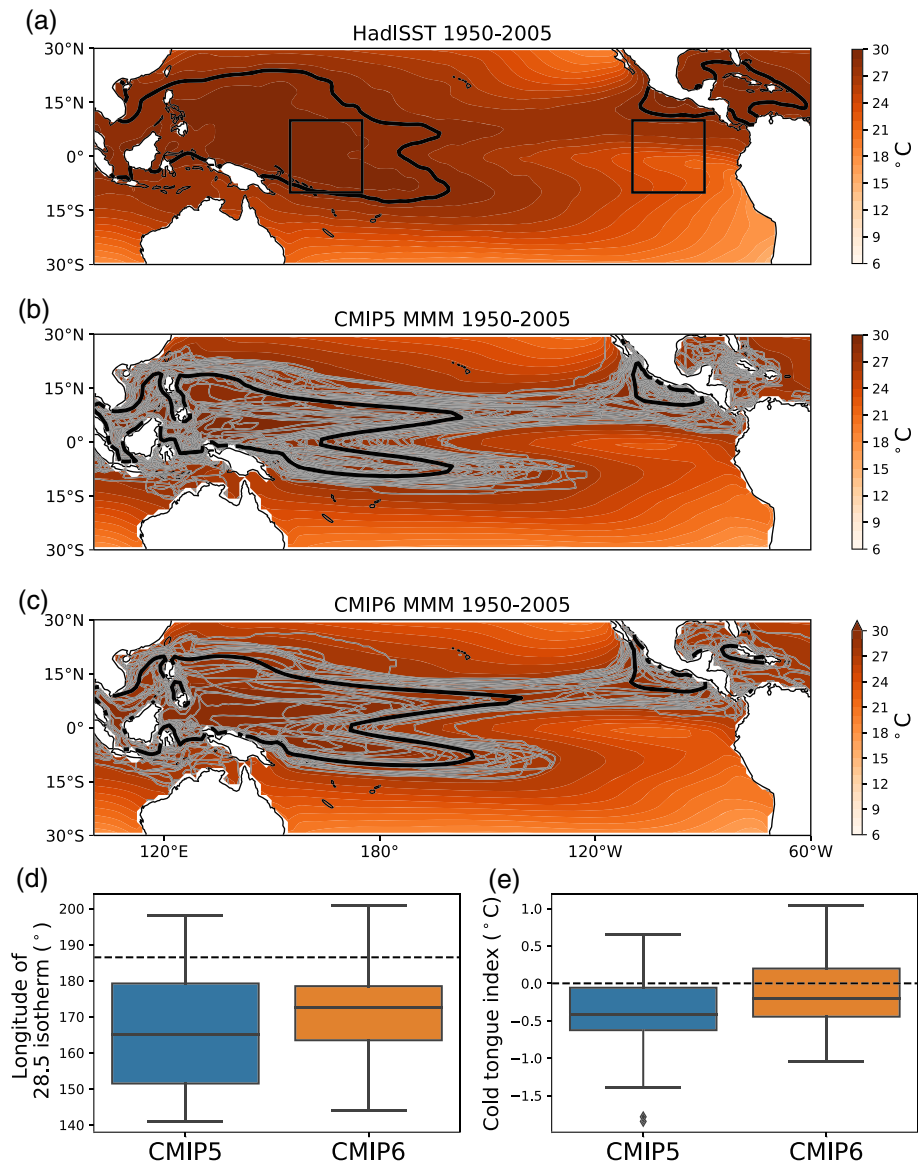 (a)
HadISST 1950-2005
30°N
15°N
0°
15°S
30°S
30
27
24
21
18
15
12
9
6
°C
(b)
CMIP5 MMM 1950-2005
30°N
15°N
0°
15°S
30°S
30
27
24
21
18
15
12
9
6
°C
(c)
CMIP6 MMM 1950-2005
30°N
15°N
0°
15°S
30°S
120°E 180° 120°W 60°W
30
27
24
21
18
15
12
9
6
°C
(d)
Longitude of
28.5 isotherm (°)
200
190
180
170
160
150
140
CMIP5 CMIP6
(e)
Cold tongue index (°C)
1.0
0.5
0.0
−0.5
−1.0
−1.5
CMIP5 CMIP6